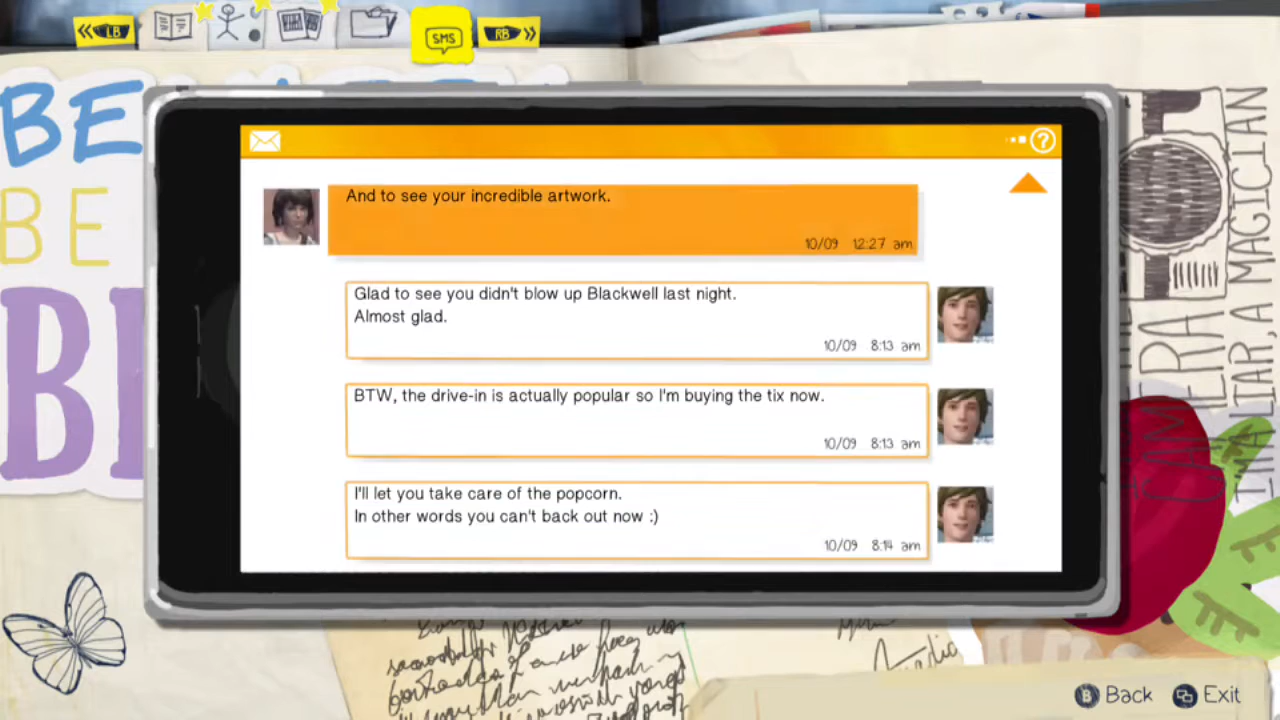 LB
SMS
RB
BE
BE
And to see your incredible artwork.
10/09 12:27 am
Glad to see you didn't blow up Blackwell last night.
Almost glad.
10/09 8:13 am
BTW, the drive-in is actually popular so I'm buying the tix now.
10/09 8:13 am
I'll let you take care of the popcorn.
In other words you can't back out now :)
10/09 8:14 am
CAMERA
I'M A LIAR, A MAGICIAN
B Back
Exit